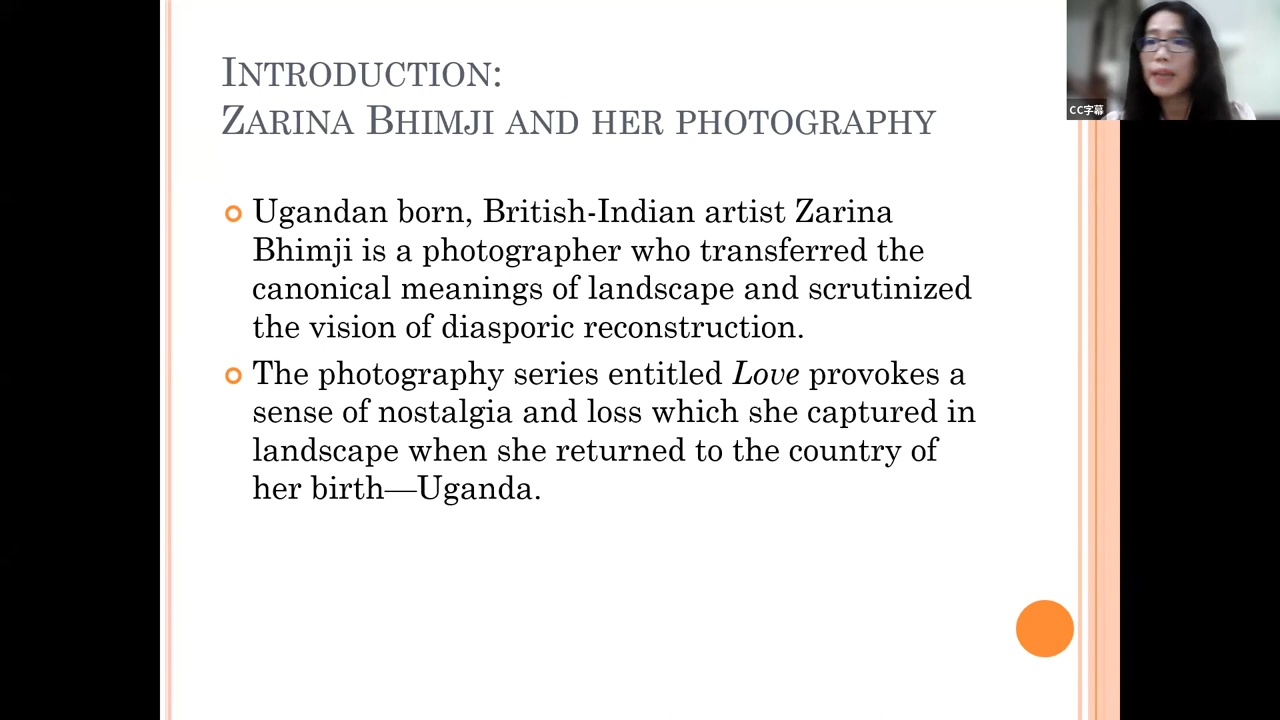 INTRODUCTION:
ZARINA BHIMJI AND HER PHOTOGRAPHY
Ugandan born, British-Indian artist Zarina
Bhimji is a photographer who transferred the
canonical meanings of landscape and scrutinized
the vision of diasporic reconstruction.
The photography series entitled Love provokes a
sense of nostalgia and loss which she captured in
landscape when she returned to the country of
her birth—Uganda.
CC字幕